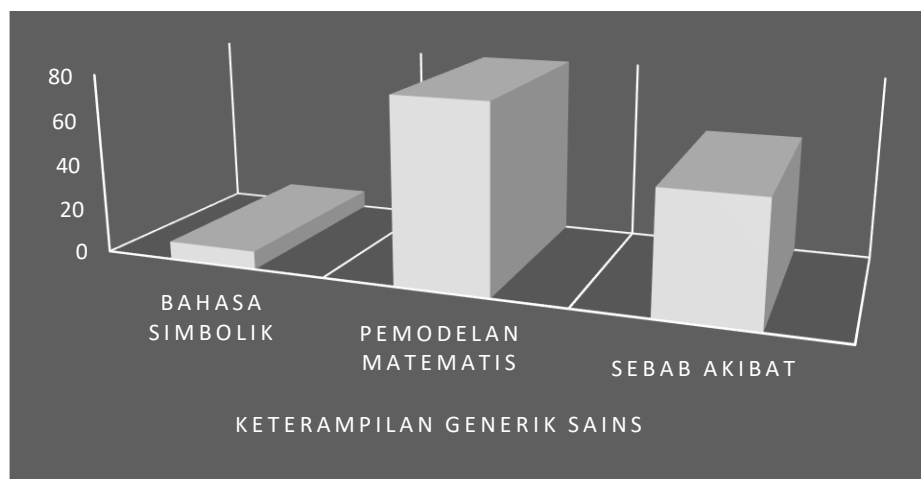 80
60
40
20
0
BAHASA
SIMBOLIK
PEMODELAN
MATEMATIS
SEBAB AKIBAT
KETERAMPILAN GENERIK SAINS